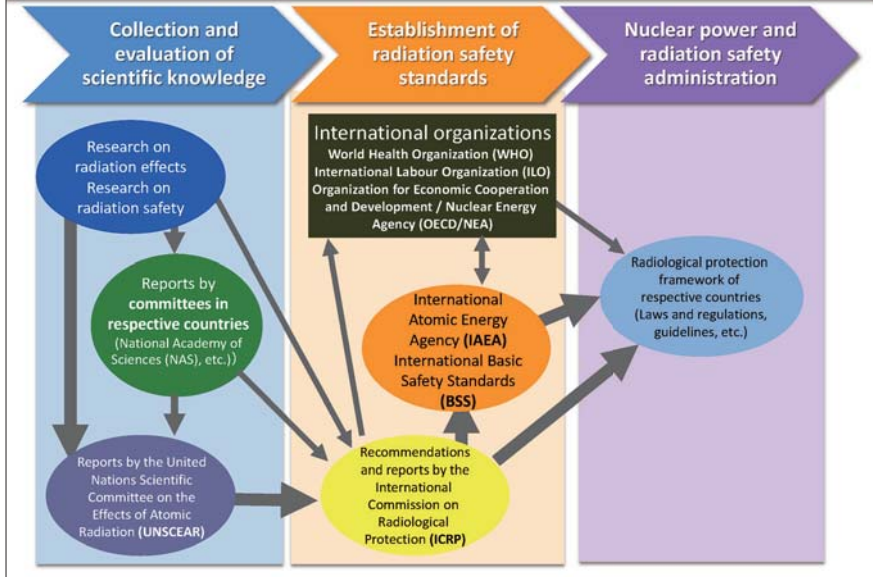 Collection and
evaluation of
scientific knowledge
Establishment of
radiation safety
standards
Nuclear power and
radiation safety
administration
Research on
radiation effects
Research on
radiation safety
Reports by
committees in
respective countries
(National Academy of
Sciences (NAS), etc.))
Reports by the United
Nations Scientific
Committee on the
Effects of Atomic
Radiation (UNSCEAR)
International organizations
World Health Organization (WHO)
International Labour Organization (ILO)
Organization for Economic Cooperation
and Development / Nuclear Energy
Agency (OECD/NEA)
International
Atomic Energy
Agency (IAEA)
International Basic
Safety Standards
(BSS)
Recommendations
and reports by the
International
Commission on
Radiological
Protection (ICRP)
Radiological protection
framework of
respective countries
(Laws and regulations,
guidelines, etc.)